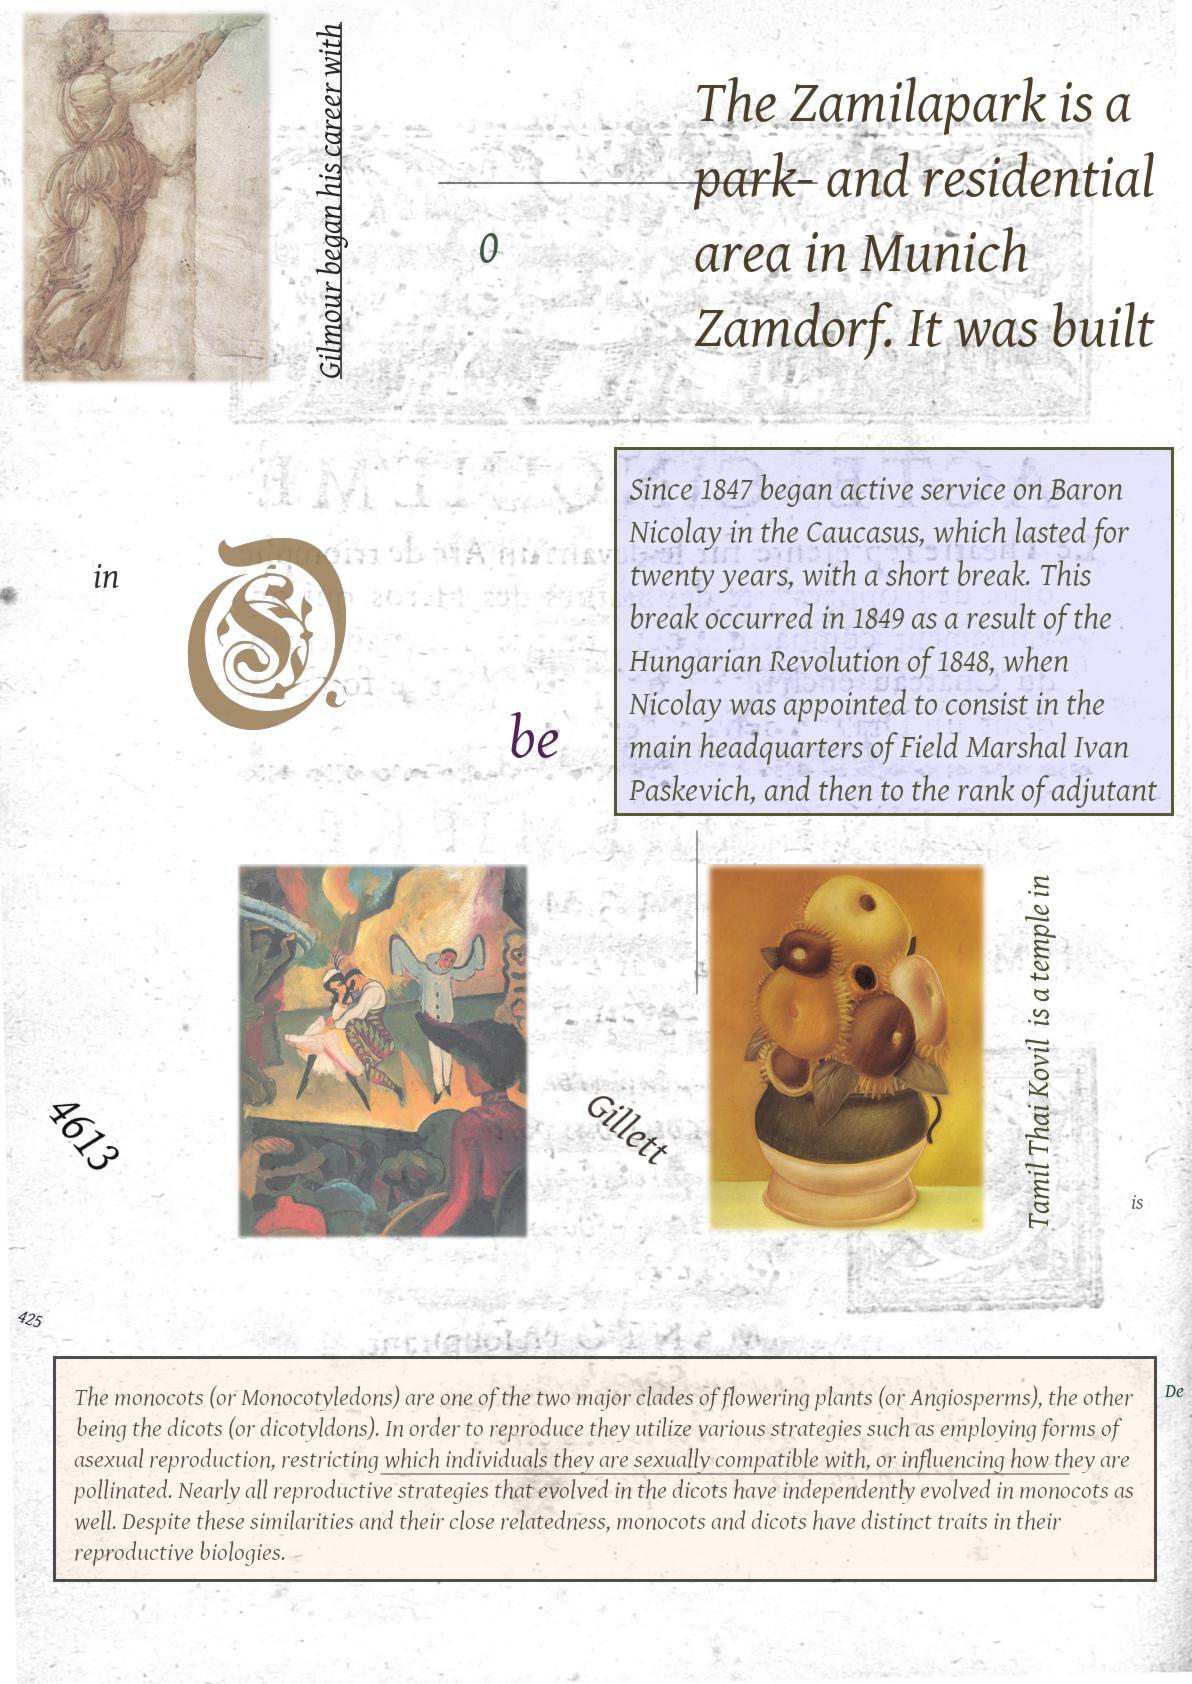 Gilmour began his career with
The Zamilapark is a
park- and residential
area in Munich
Zamdorf. It was built
0
Since 1847 began active service on Baron
Nicolay in the Caucasus, which lasted for
twenty years, with a short break. This
break occurred in 1849 as a result of the
Hungarian Revolution of 1848, when
Nicolay was appointed to consist in the
main headquarters of Field Marshal Ivan
Paskevich, and then to the rank of adjutant
in
be
Tamil Thai Kovil is a temple in
4613
Gillett
is
425
The monocots (or Monocotyledons) are one of the two major clades of flowering plants (or Angiosperms), the other
being the dicots (or dicotyldons). In order to reproduce they utilize various strategies such as employing forms of
asexual reproduction, restricting which individuals they are sexually compatible with, or influencing how they are
pollinated. Nearly all reproductive strategies that evolved in the dicots have independently evolved in monocots as
well. Despite these similarities and their close relatedness, monocots and dicots have distinct traits in their
reproductive biologies.
De